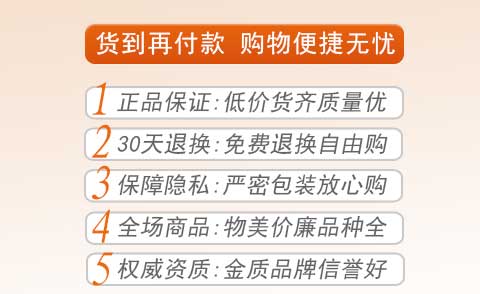 货到再付款 购物便捷无忧
1 正品保证:低价货齐质量优
2 30天退换:免费退换自由购
3 保障隐私:严密包装放心购
4 全场商品:物美价廉品种全
5 权威资质:金质品牌信誉好